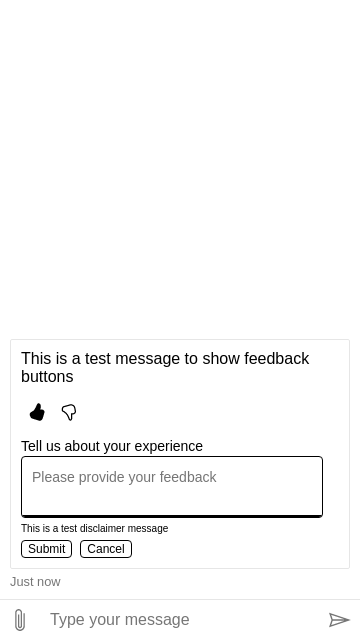 This is a test message to show feedback
buttons
Tell us about your experience
Please provide your feedback
This is a test disclaimer message
Submit Cancel
Just now
Type your message